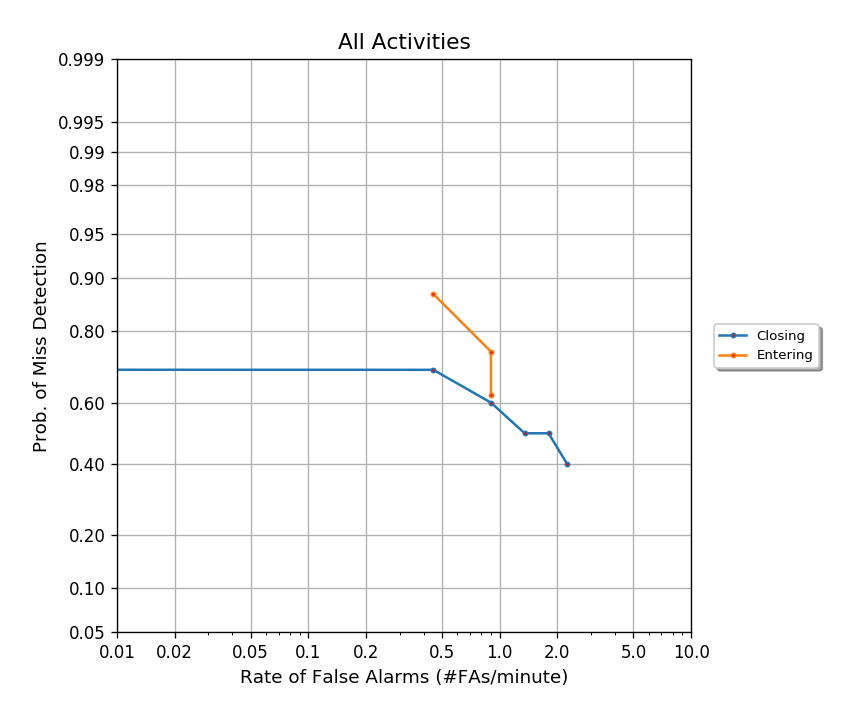 All Activities
0.999
0.995
0.99
0.98
0.95
0.90
0.80
0.60
0.40
0.20
0.10
0.05
Prob. of Miss Detection
0.01 0.02 0.05 0.1 0.2 0.5 1.0 2.0 5.0 10.0
Rate of False Alarms (#FAs/minute)
Closing
Entering